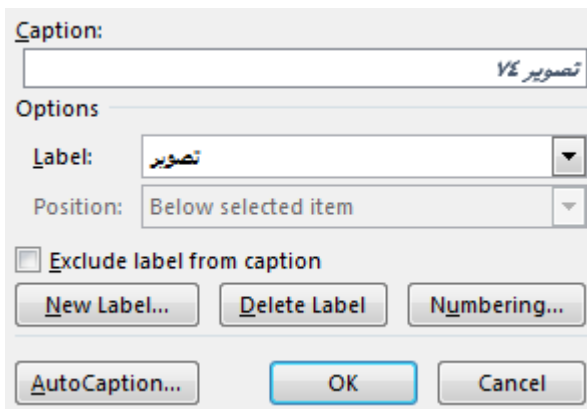 Caption:
تصویر ٧٤
Options
Label: تصویر
Position: Below selected item
Exclude label from caption
New Label... Delete Label Numbering...
AutoCaption... OK Cancel